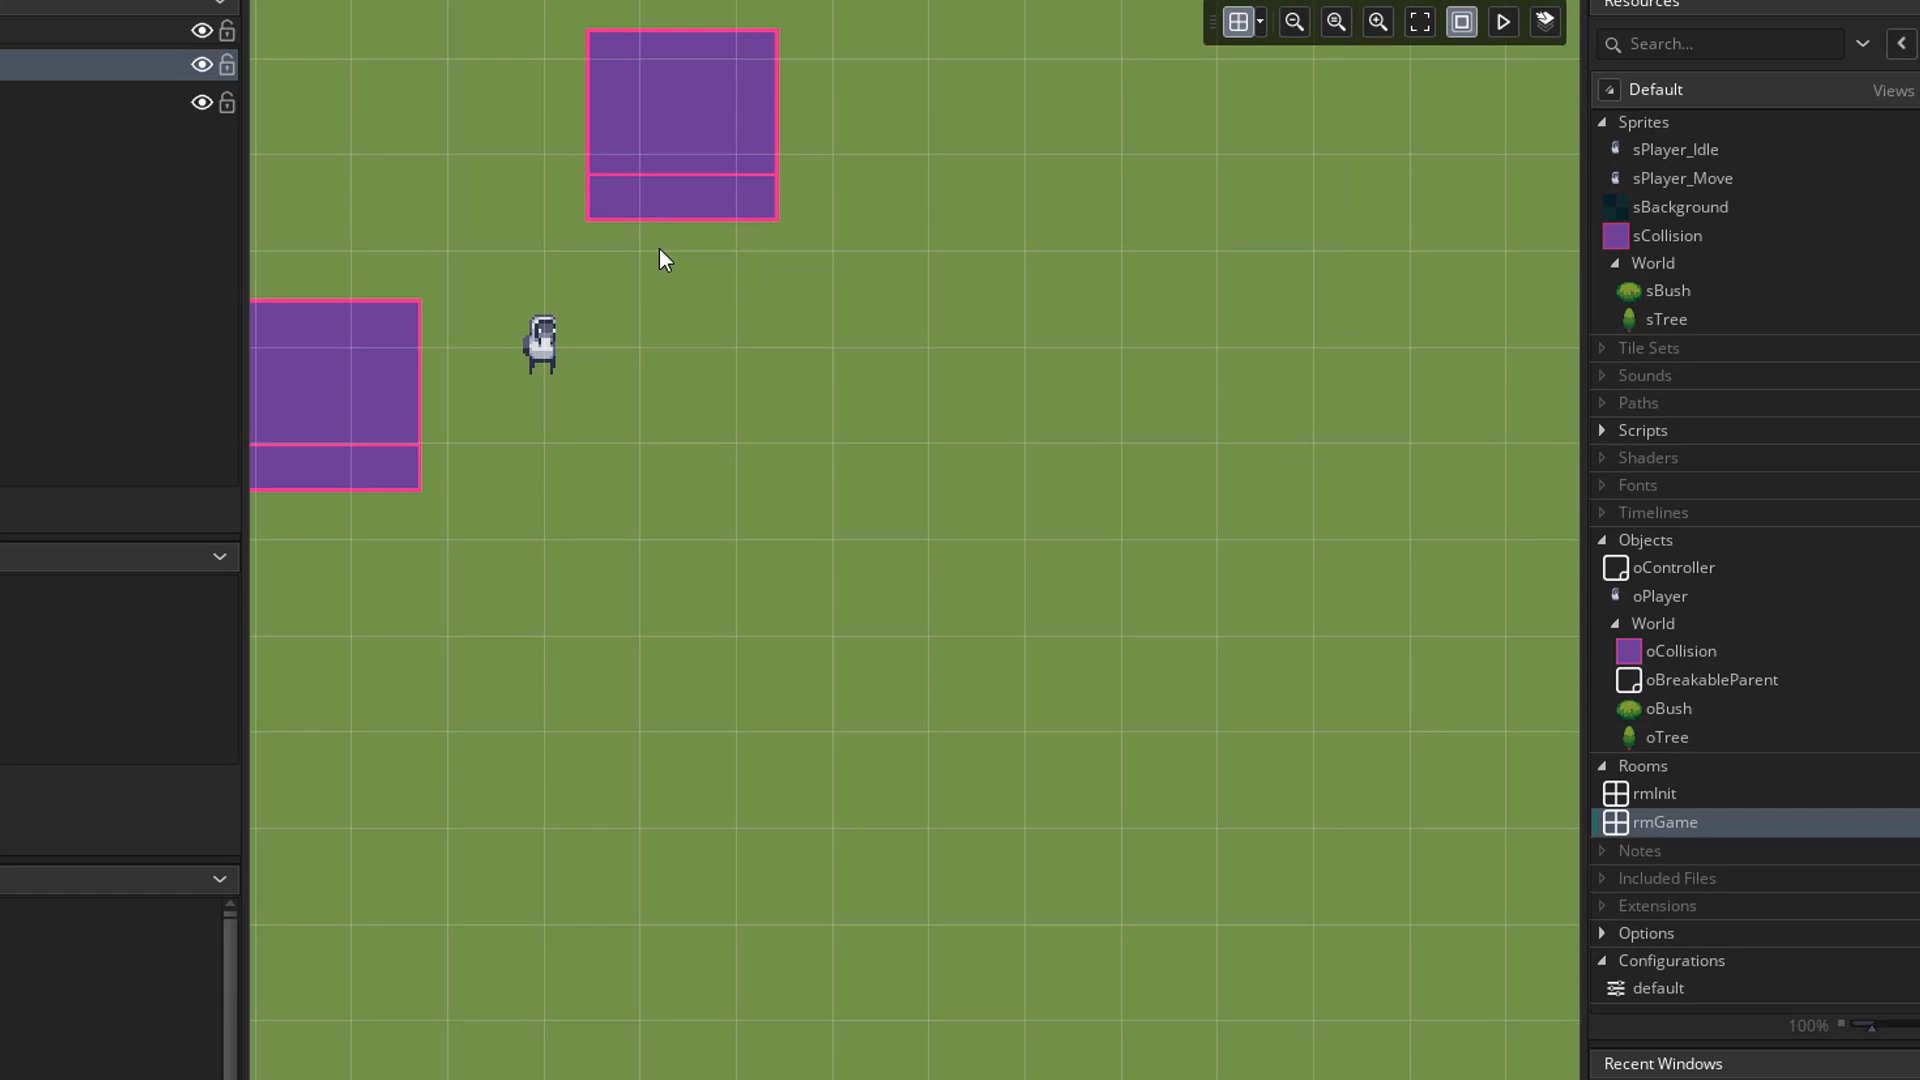 Resources
Search...
Default Views
Sprites
sPlayer_Idle
sPlayer_Move
sBackground
sCollision
World
sBush
sTree
Tile Sets
Sounds
Paths
Scripts
Shaders
Fonts
Timelines
Objects
oController
oPlayer
World
oCollision
oBreakableParent
oBush
oTree
Rooms
rmInit
rmGame
Notes
Included Files
Extensions
Options
Configurations
default
100%
Recent Windows